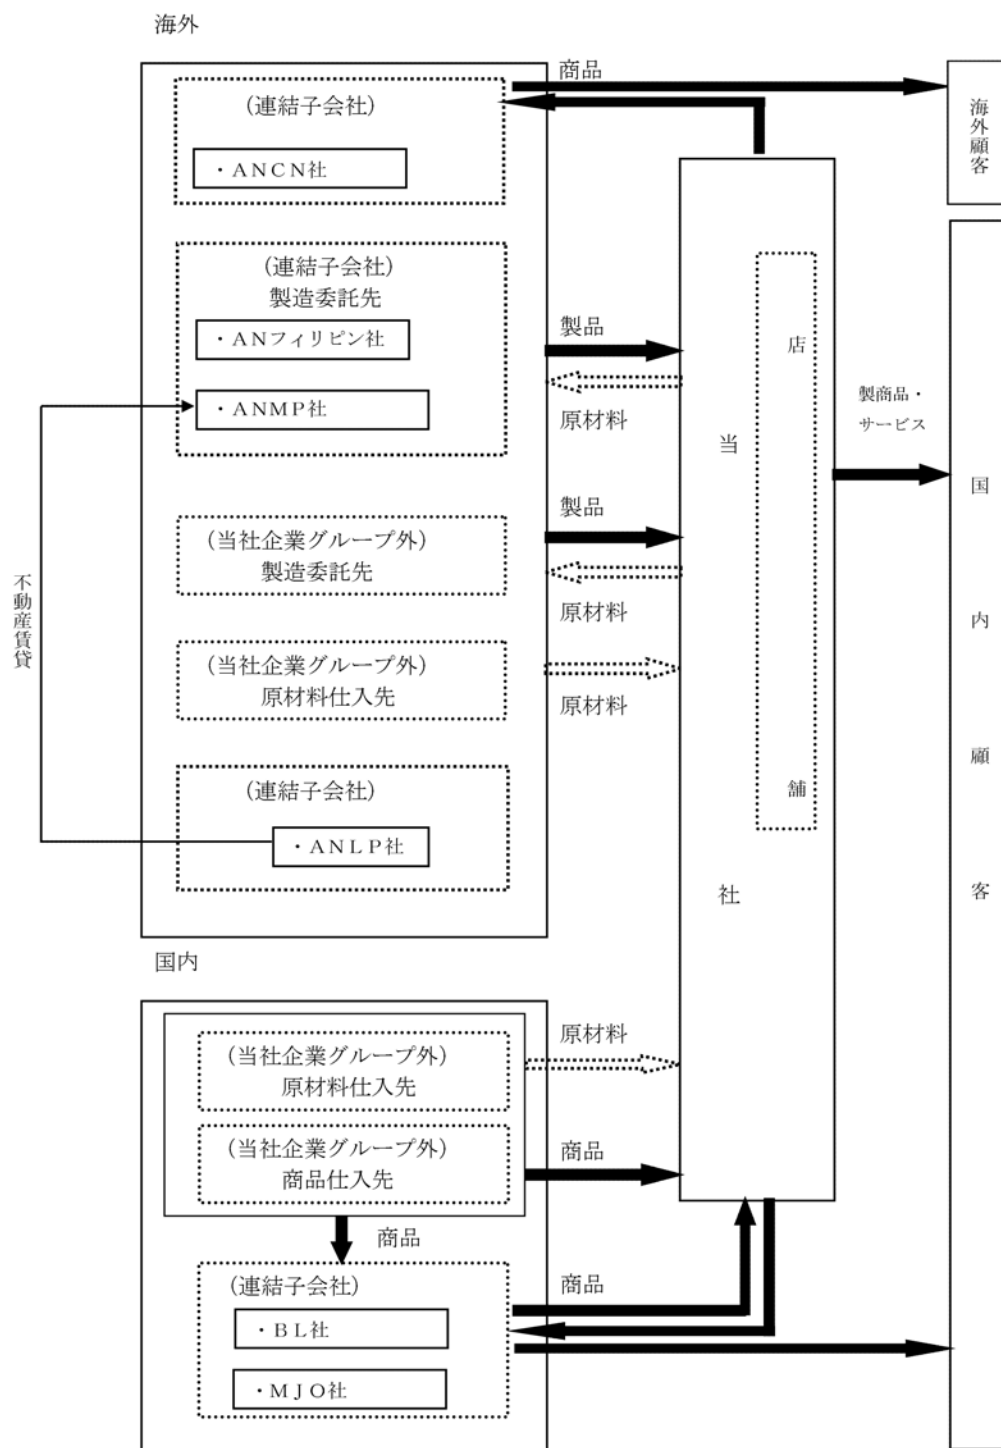 海外
商品
(連結子会社)
・ＡＮＣＮ社
海外顧客
(連結子会社)
製造委託先
・ＡＮフィリピン社
・ＡＮＭＰ社
製品
原材料
店舗
当社
製商品・
サービス
国内顧客
(当社企業グループ外)
製造委託先
製品
原材料
不動産賃貸
(当社企業グループ外)
原材料仕入先
原材料
(連結子会社)
・ＡＮＬＰ社
国内
(当社企業グループ外)
原材料仕入先
原材料
(当社企業グループ外)
商品仕入先
商品
商品
(連結子会社)
・ＢＬ社
・ＭＪＯ社
商品